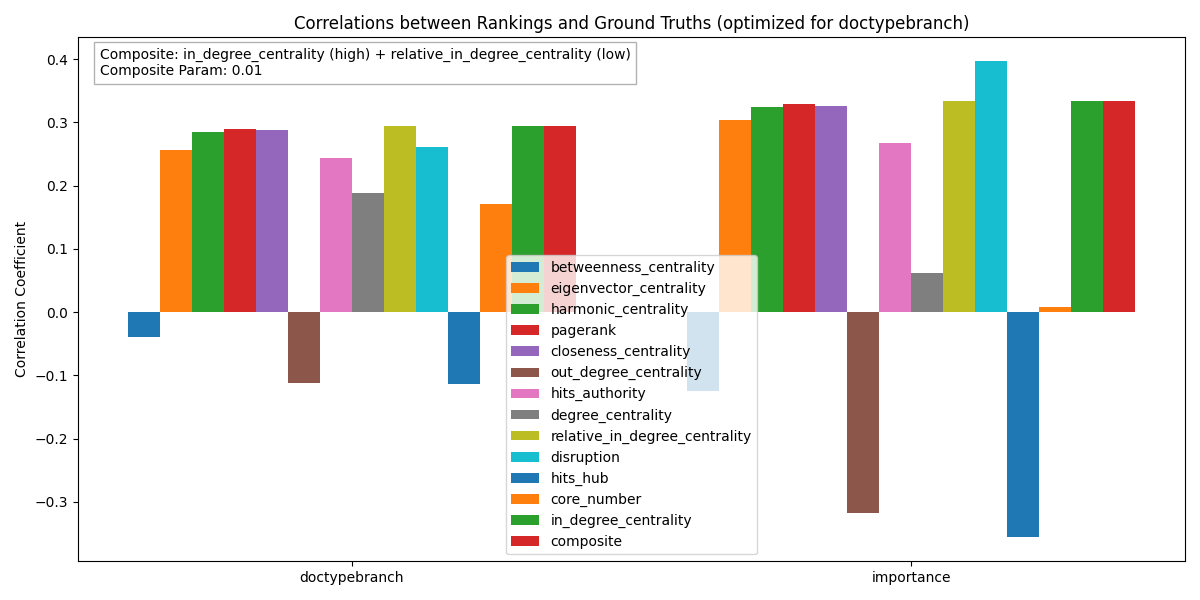 Correlations between Rankings and Ground Truths (optimized for doctypebranch)
Composite: in_degree_centrality (high) + relative_in_degree_centrality (low)
Composite Param: 0.01
Correlation Coefficient
0.4
0.3
0.2
0.1
0.0
−0.1
−0.2
−0.3
betweenness_centrality
eigenvector_centrality
harmonic_centrality
pagerank
closeness_centrality
out_degree_centrality
hits_authority
degree_centrality
relative_in_degree_centrality
disruption
hits_hub
core_number
in_degree_centrality
composite
doctypebranch
importance